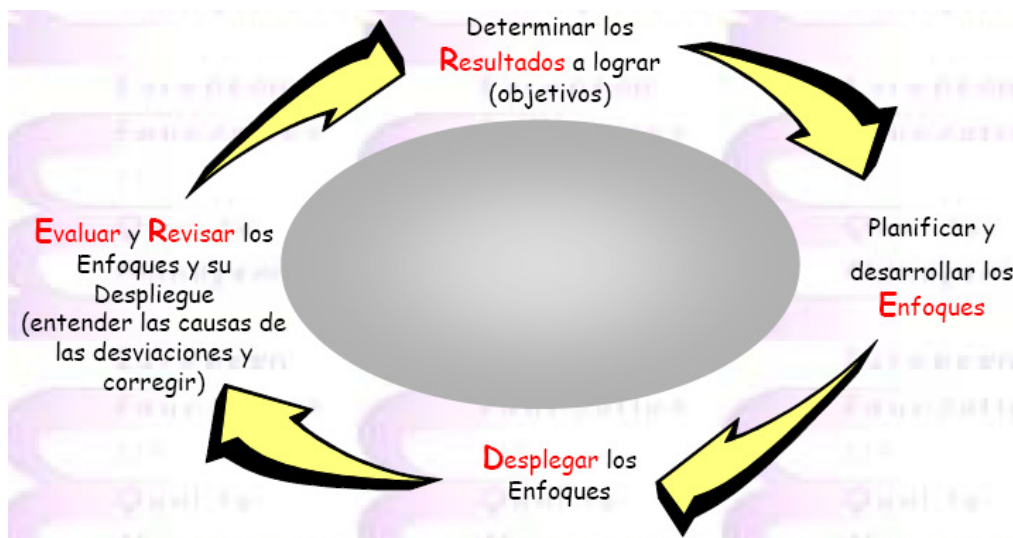 Determinar los
Resultados a lograr
(objetivos)
Planificar y
desarrollar los
Enfoques
Desplegar los
Enfoques
Evaluar y Revisar los
Enfoques y su
Despliegue
(entender las causas de
las desviaciones y
corregir)